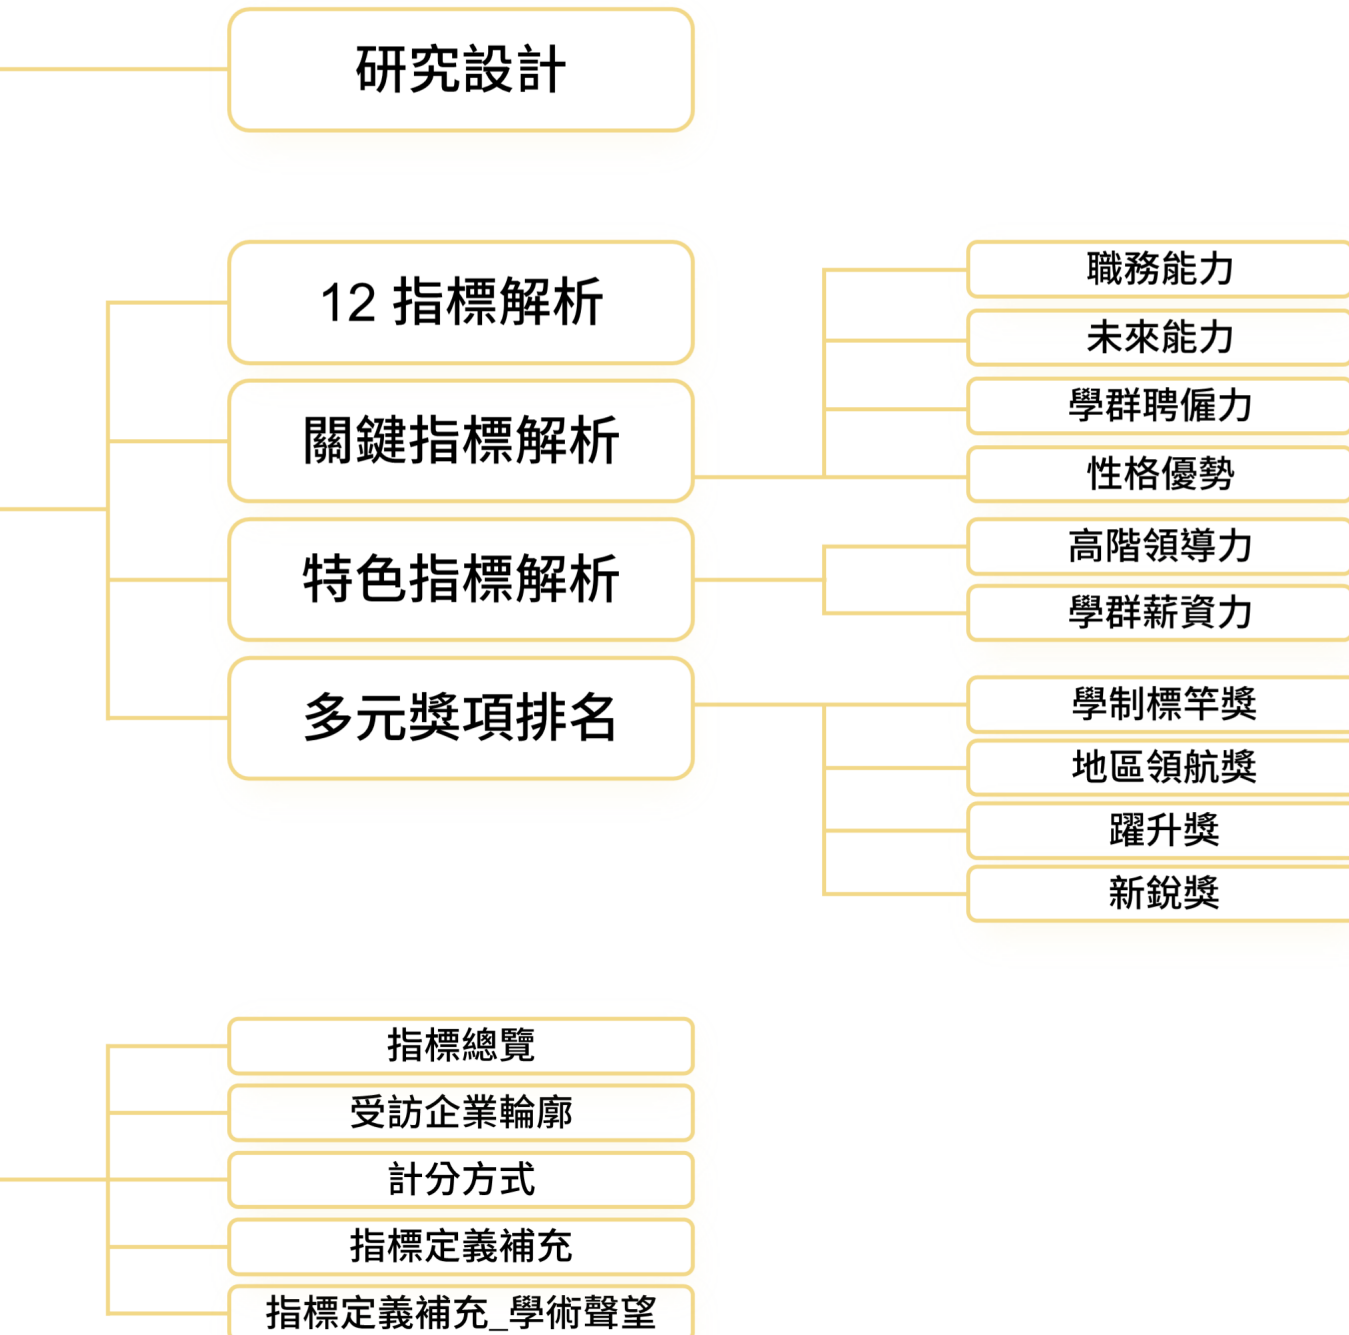 研究設計
12 指標解析
關鍵指標解析
職務能力
未來能力
學群聘僱力
性格優勢
特色指標解析
高階領導力
學群薪資力
多元獎項排名
學制標竿獎
地區領航獎
躍升獎
新銳獎
指標總覽
受訪企業輪廓
計分方式
指標定義補充
指標定義補充_學術聲望